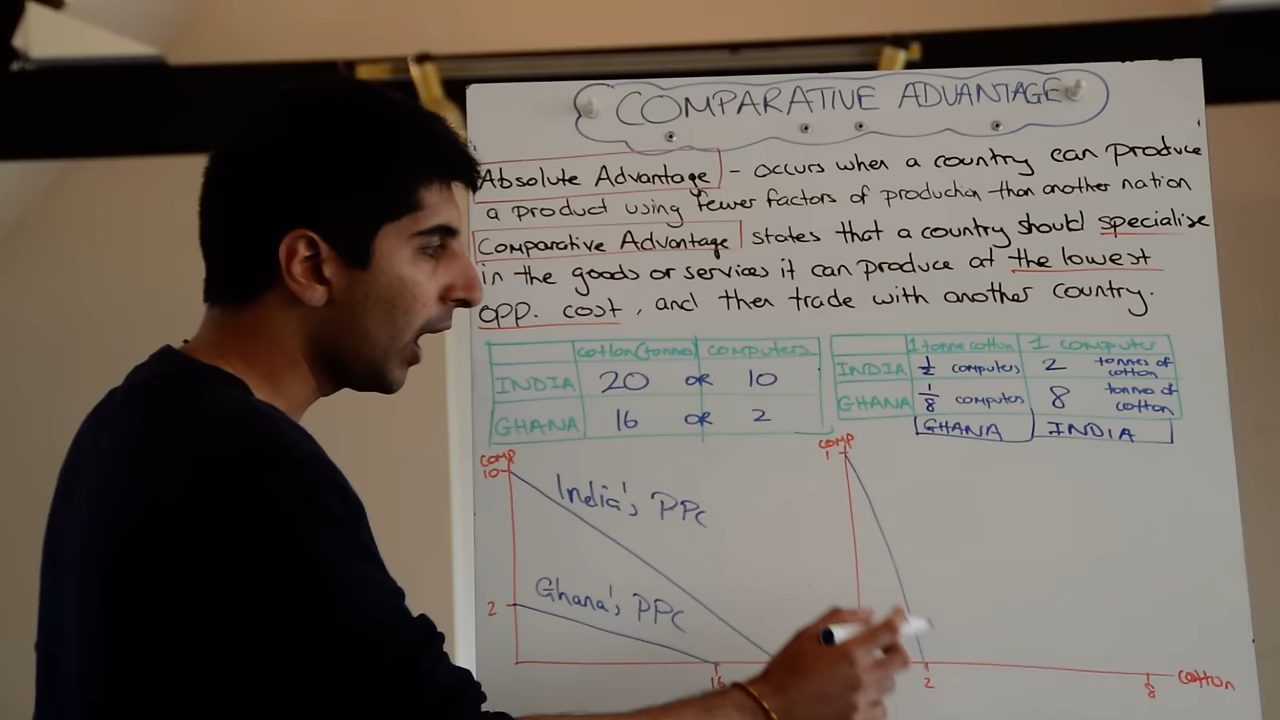 COMPARATIVE ADVANTAGE
Absolute Advantage - occurs when a country can produce
a product using fewer factors of production than another nation
Comparative Advantage states that a country should specialise
in the goods or services it can produce at the lowest
opp. cost, and then trade with another country.
cotton(tonnes) computers
INDIA 20 OR 10
GHANA 16 OR 2
1 tonne cotton 1 computer
INDIA 1/2 computers 2 tonnes of cotton
GHANA 1/8 computers 8 tonnes of cotton
GHANA INDIA
COMP
10
India's PPC
2
Ghana's PPC
16
COMP
1
2
8
cotton